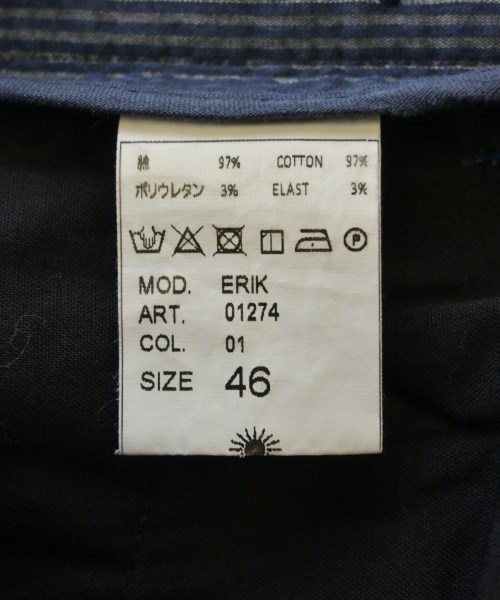 綿 97% COTTON 97%
ポリウレタン 3% ELAST 3%
P
MOD. ERIK
ART. 01274
COL. 01
SIZE 46